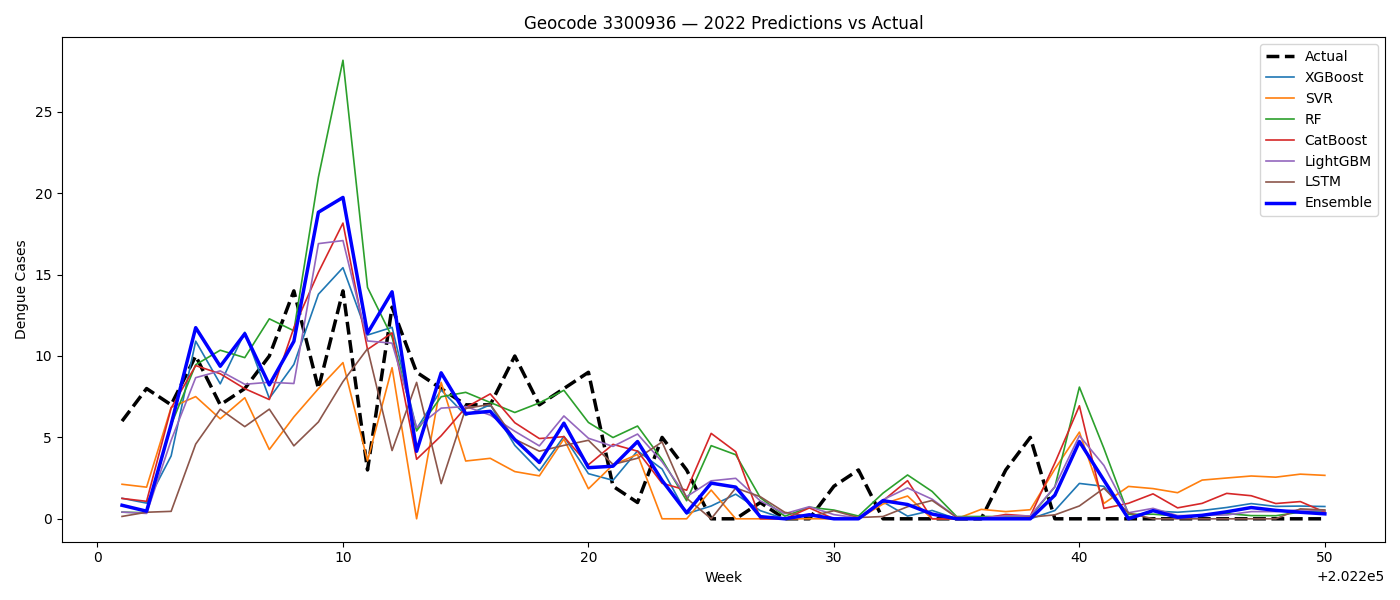 Geocode 3300936 — 2022 Predictions vs Actual
Dengue Cases
25
20
15
10
5
0
Actual
XGBoost
SVR
RF
CatBoost
LightGBM
LSTM
Ensemble
0 10 20 30 40 50
Week
+2.022e5